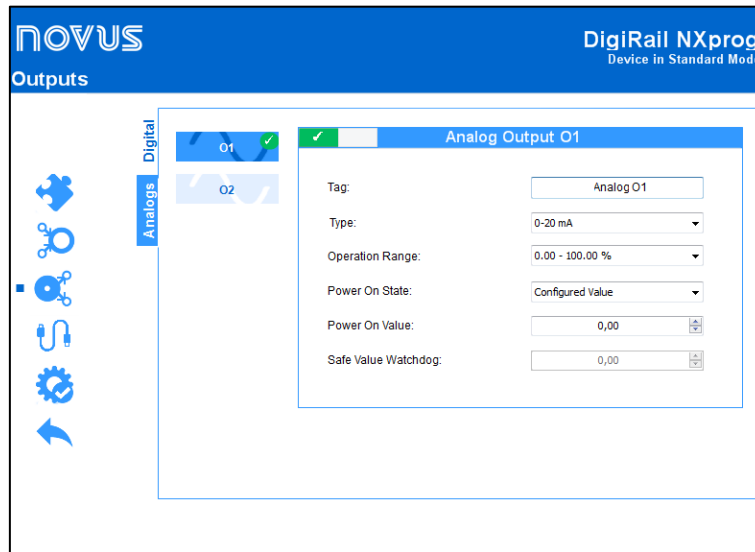 novus
DigiRail NXprog
Device in Standard Mode
Outputs
Digital
Analogs
O1
O2
Analog Output O1
Tag: Analog O1
Type: 0-20 mA
Operation Range: 0.00 - 100.00 %
Power On State: Configured Value
Power On Value: 0,00
Safe Value Watchdog: 0,00